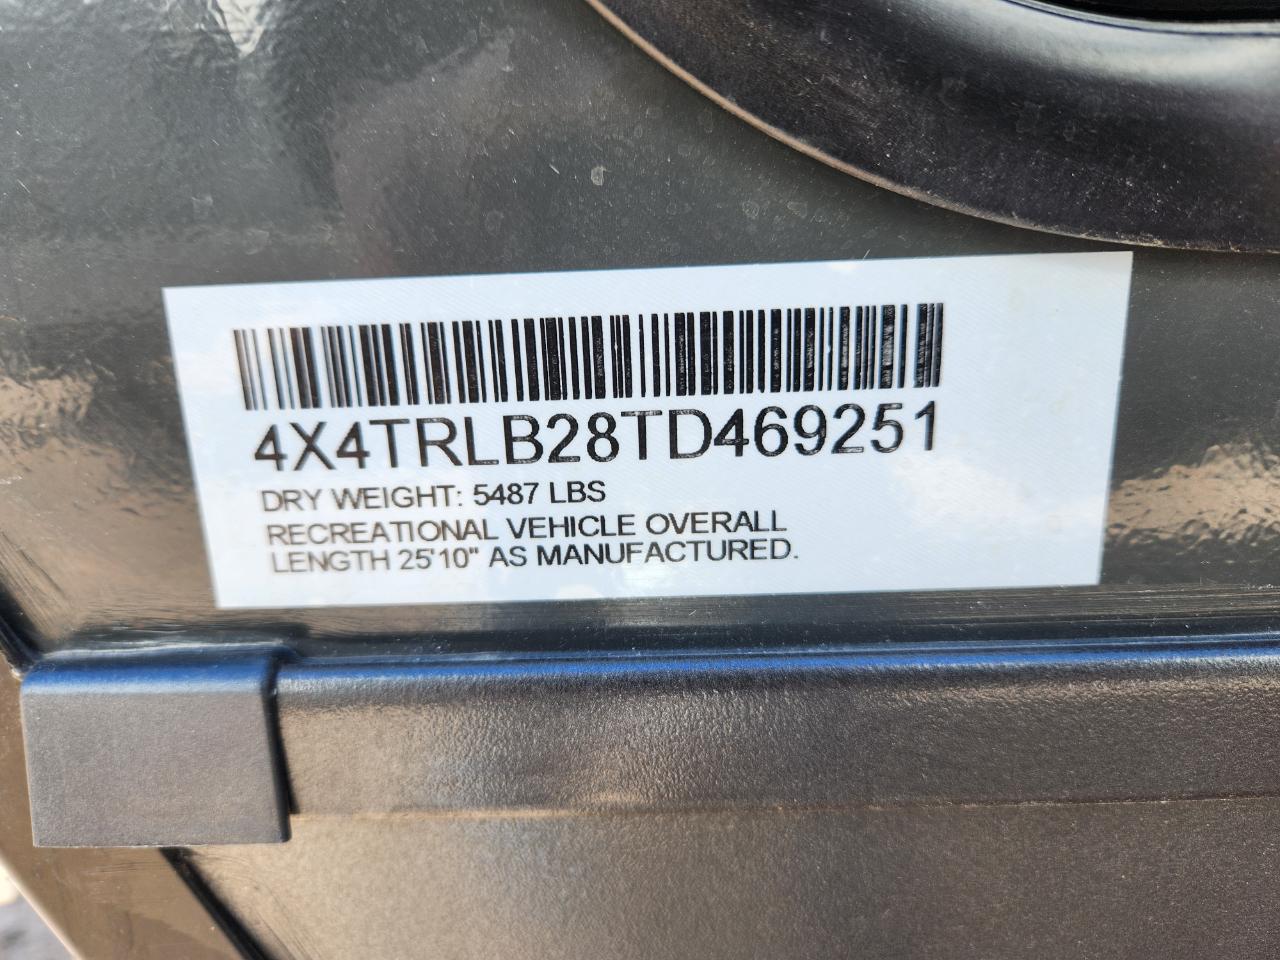 4X4TRLB28TD469251
DRY WEIGHT: 5487 LBS
RECREATIONAL VEHICLE OVERALL
LENGTH 25'10" AS MANUFACTURED.